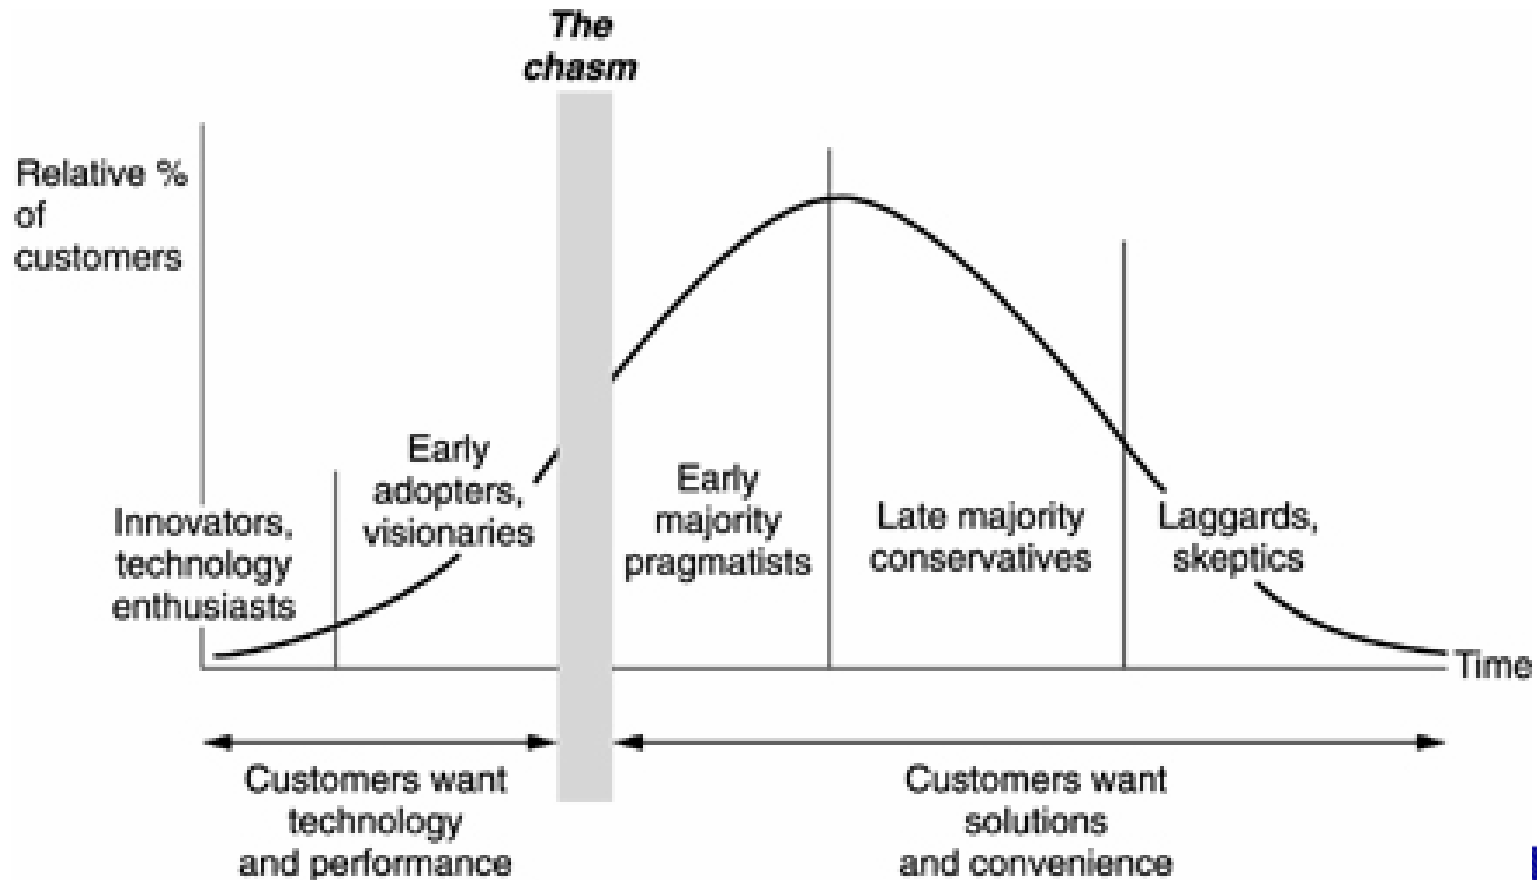 The
chasm
Relative %
of
customers
Innovators,
technology
enthusiasts
Early
adopters,
visionaries
Early
majority
pragmatists
Late majority
conservatives
Laggards,
skeptics
Time
Customers want
technology
and performance
Customers want
solutions
and convenience